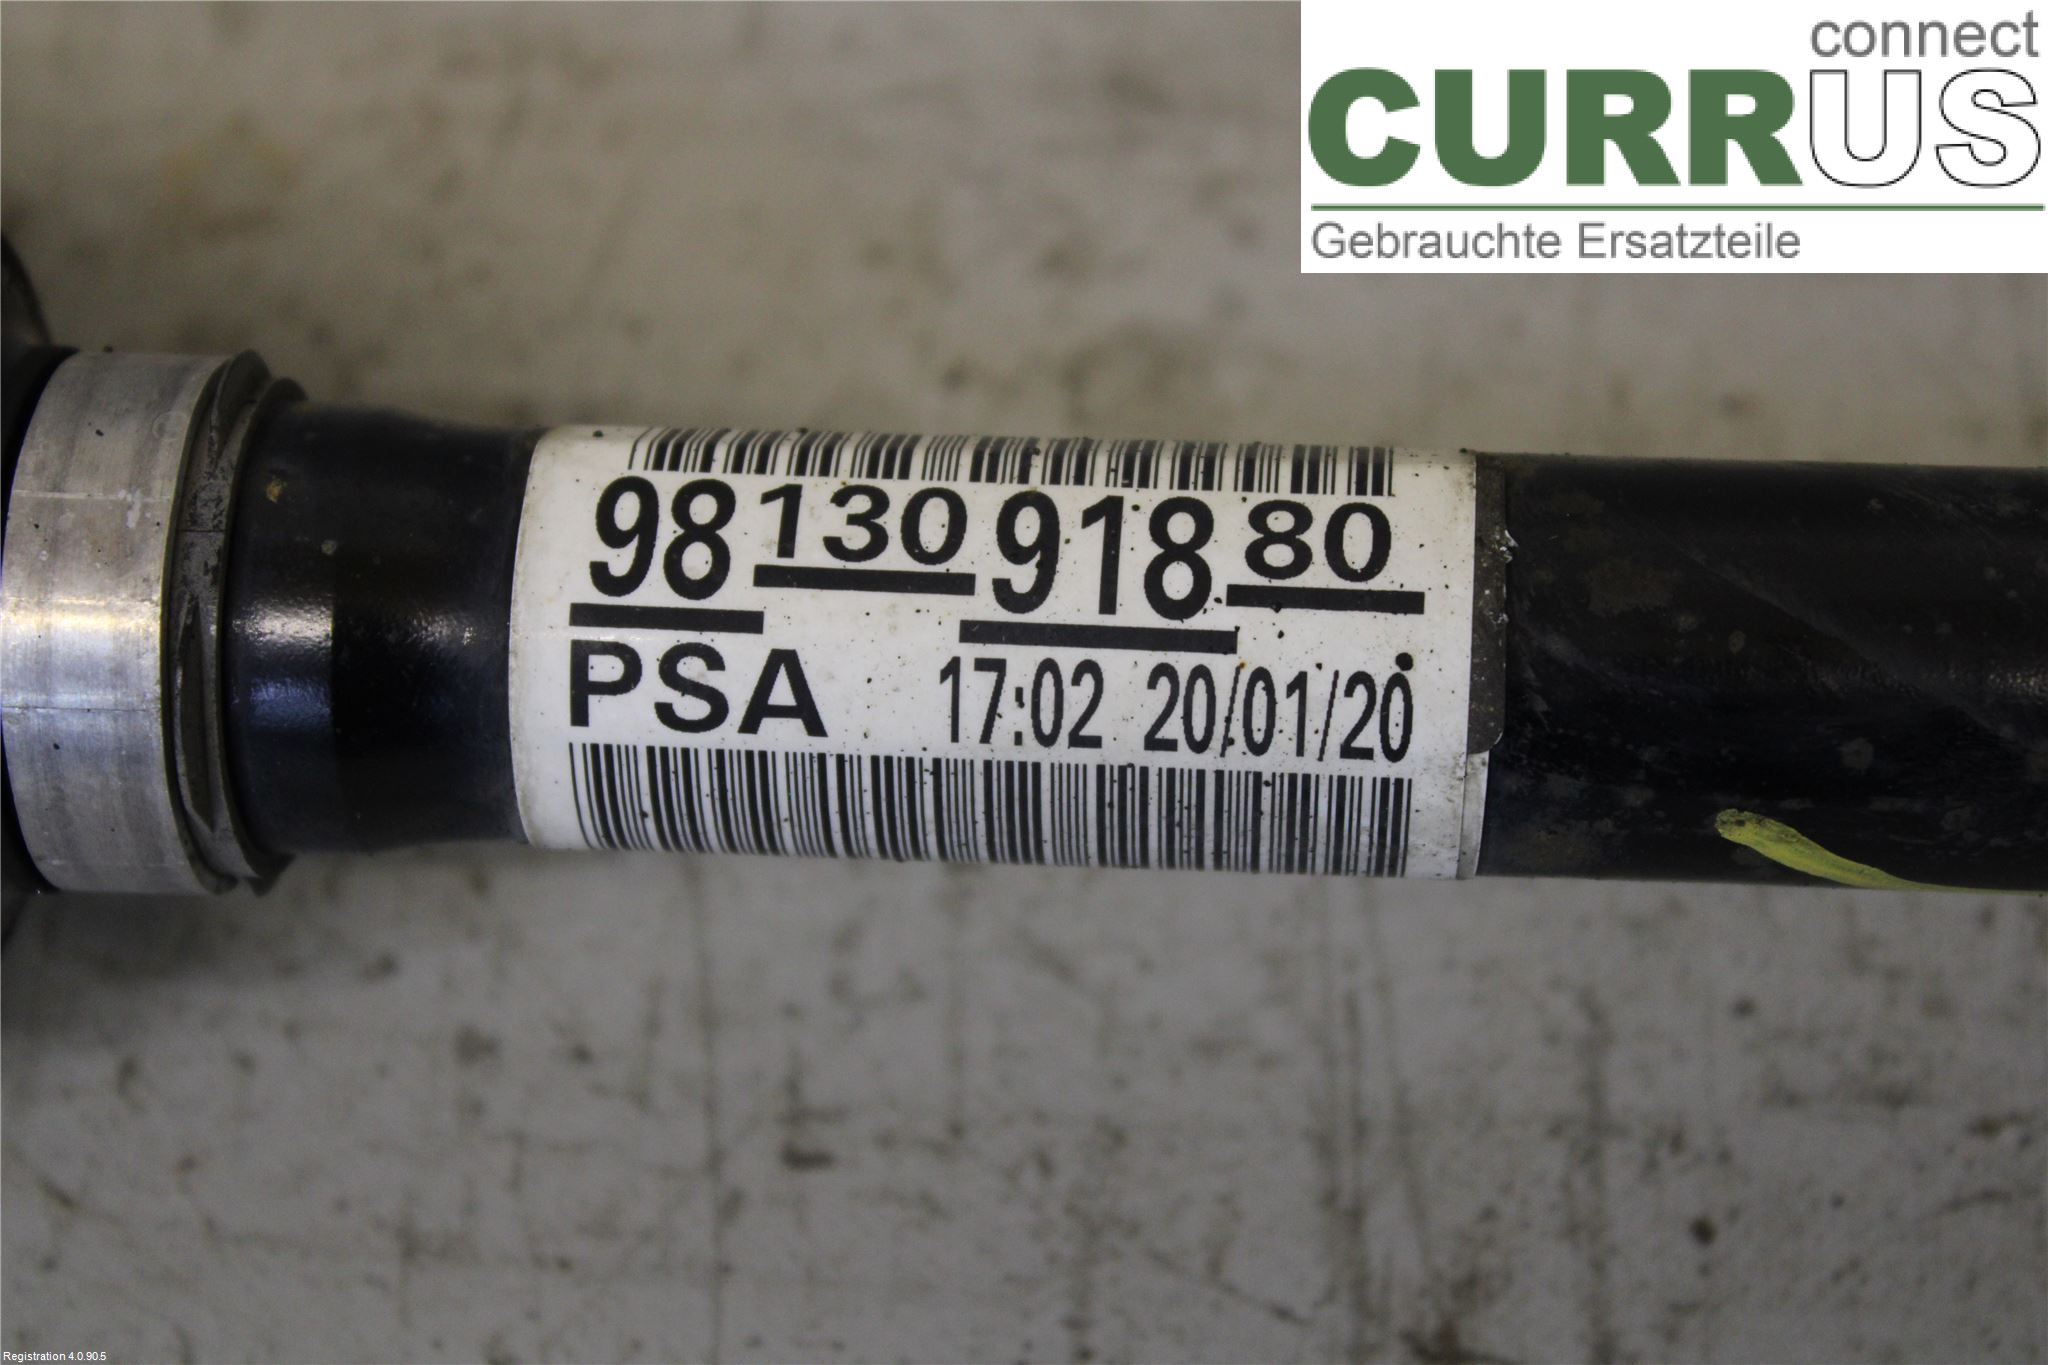 connect
CURRUS
Gebrauchte Ersatzteile
98 130 918 80
PSA 17:02 20/01/20
Registration 4.0.90.5